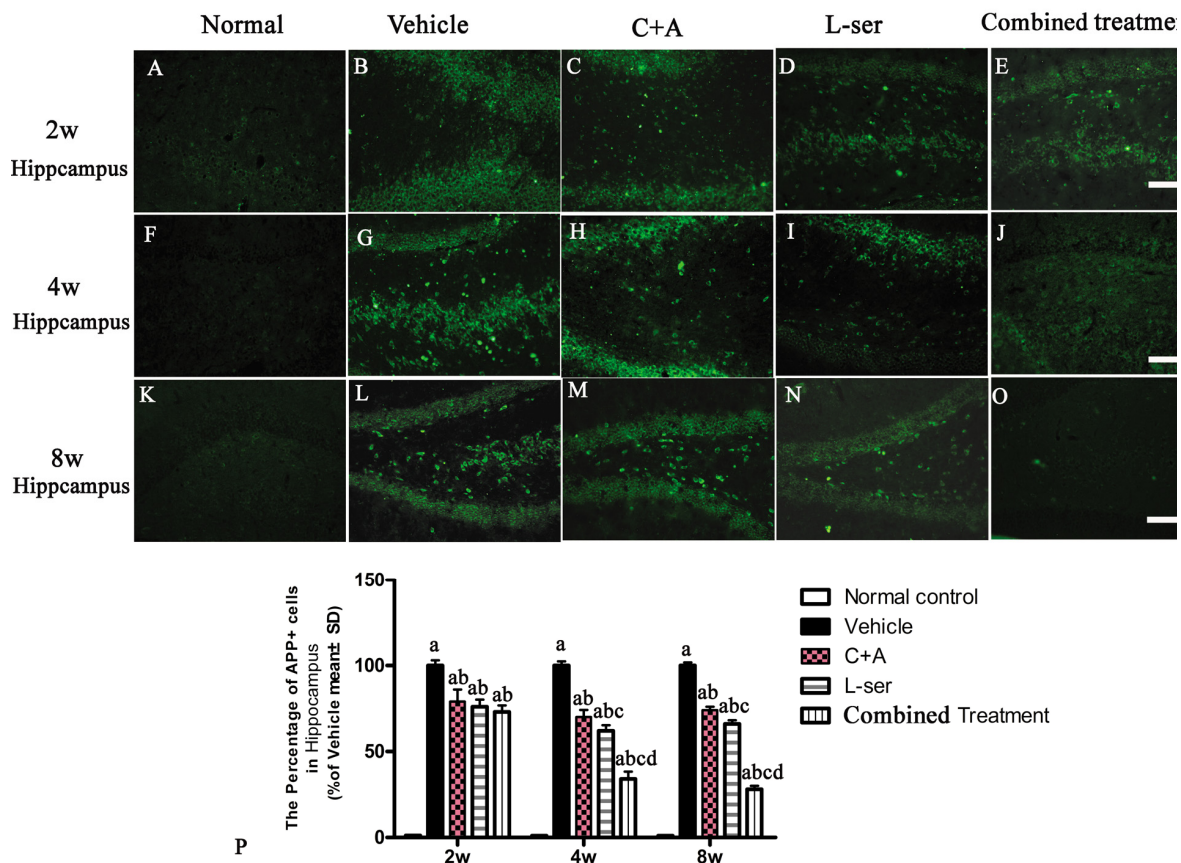 Normal Vehicle C+A L-ser Combined treatmen
A B C D E
2w
Hippcampus
F G H I J
4w
Hippcampus
K L M N O
8w
Hippcampus
The Percentage of APP+ cells
in Hippocampus
(%of Vehicle mean± SD)
150
100
50
0
a ab ab ab
a ab abc abcd
a ab abc abcd
2w 4w 8w
Normal control
Vehicle
C+A
L-ser
Combined Treatment
P